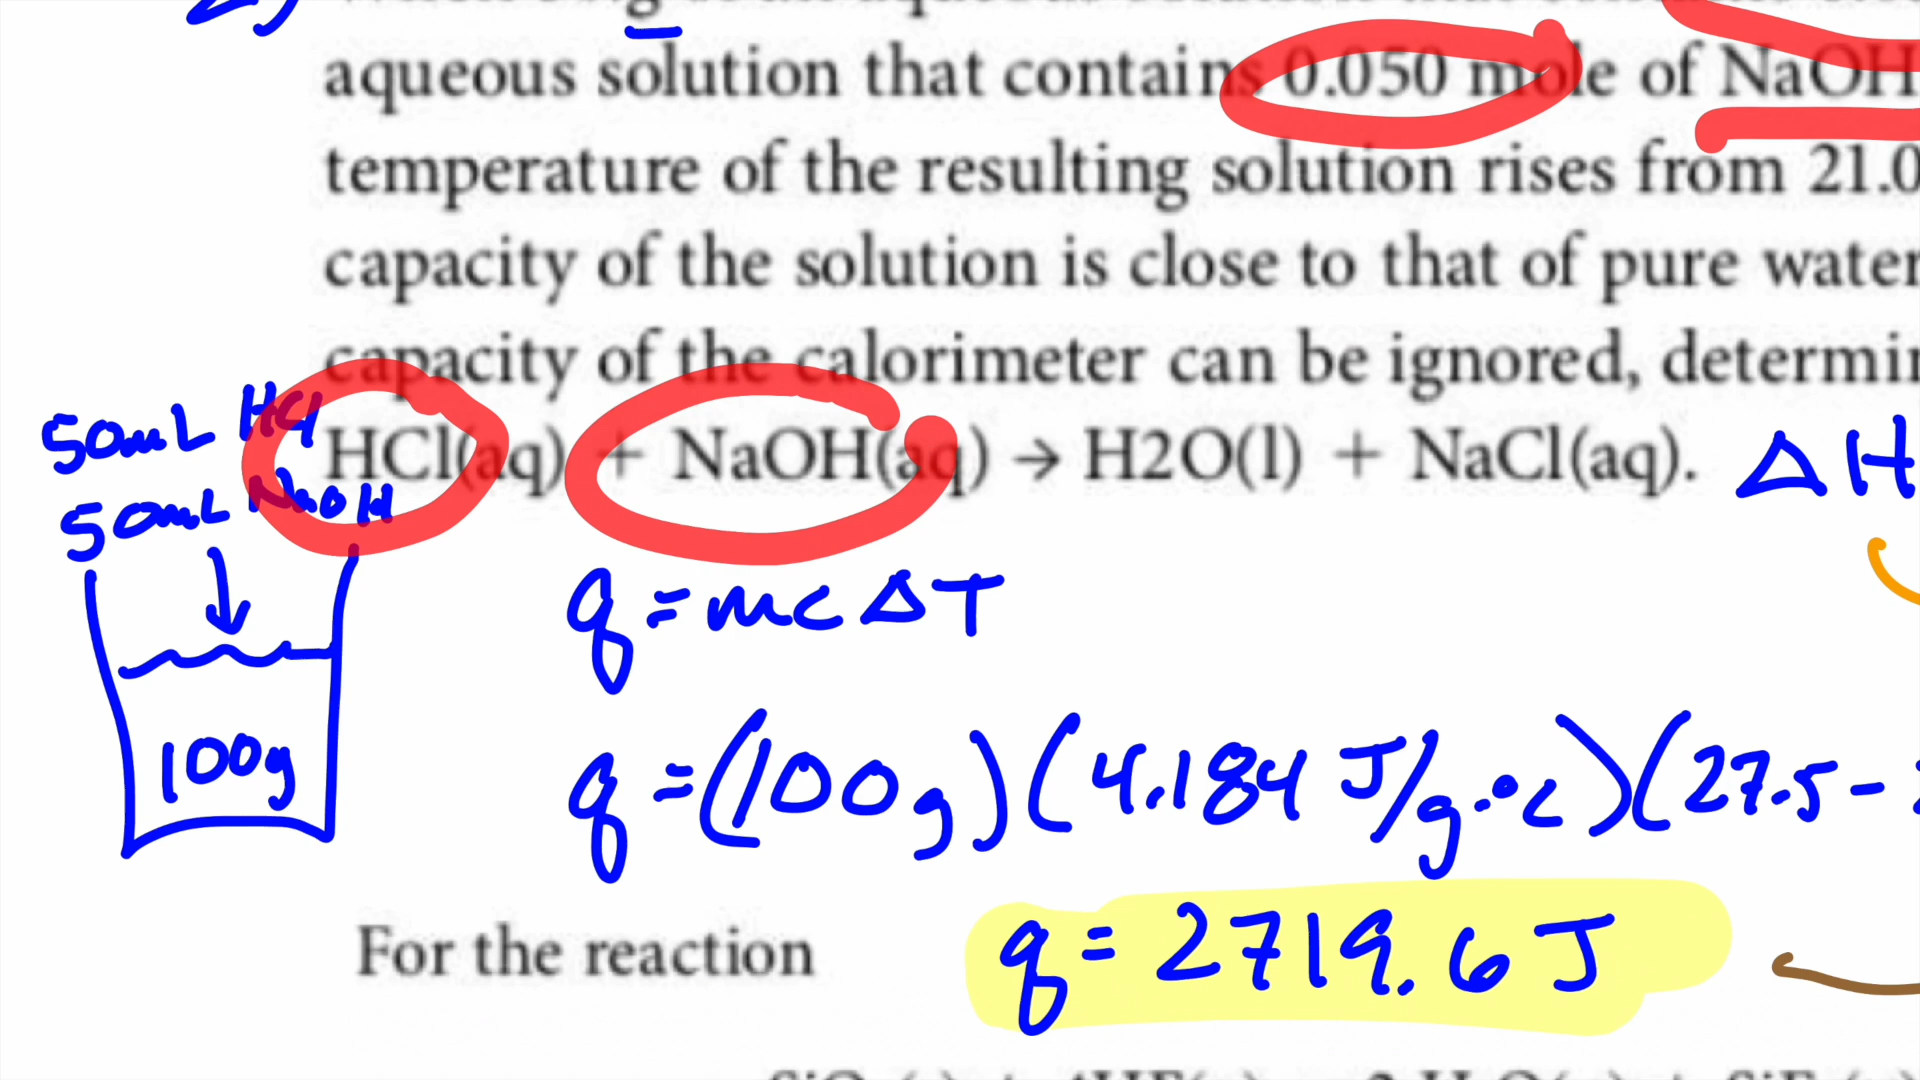 aqueous solution that contains 0.050 mole of NaOH
temperature of the resulting solution rises from 21.0
capacity of the solution is close to that of pure water
capacity of the calorimeter can be ignored, determin
50mL HCl
HCl(aq) + NaOH(aq) → H2O(l) + NaCl(aq). ΔH
50mL NaOH
q = mcΔT
100g
q = (100g)(4.184 J/g·°C)(27.5 -
For the reaction
q = 2719.6 J